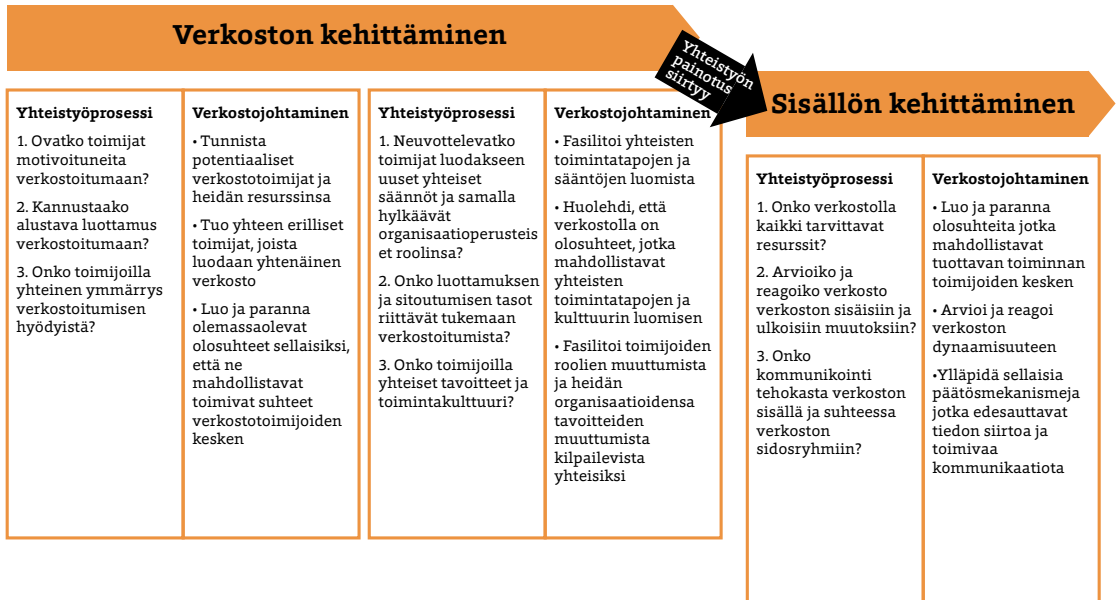 Verkoston kehittäminen
Yhteistyön
painotus
siirtyy
Sisällön kehittäminen
Yhteistyöprosessi
1. Ovatko toimijat
motivoituneita
verkostoitumaan?
2. Kannustaako
alustava luottamus
verkostoitumaan?
3. Onko toimijoilla
yhteinen ymmärrys
verkostoitumisen
hyödyistä?
Verkostojohtaminen
• Tunnista
potentiaaliset
verkostotoimijat ja
heidän resurssinsa
• Tuo yhteen erilliset
toimijat, joista
luodaan yhtenäinen
verkosto
• Luo ja paranna
olemassaolevat
olosuhteet sellaisiksi,
että ne
mahdollistavat
toimivat suhteet
verkostotoimijoiden
kesken
Yhteistyöprosessi
1. Neuvottelevatko
toimijat luodakseen
uuset yhteiset
säännöt ja samalla
hylkäävät
organisaatioperusteis
et roolinsa?
2. Onko luottamuksen
ja sitoutumisen tasot
riittävät tukemaan
verkostoitumista?
3. Onko toimijoilla
yhteiset tavoitteet ja
toimintakulttuuri?
Verkostojohtaminen
• Fasilitoi yhteisten
toimintatapojen ja
sääntöjen luomista
• Huolehdi, että
verkostolla on
olosuhteet, jotka
mahdollistavat
yhteisten
toimintatapojen ja
kulttuurin luomisen
• Fasilitoi toimijoiden
roolien muuttumista
ja heidän
organisaatioidensa
tavoitteiden
muuttumista
kilpailevista
yhteisiksi
Yhteistyöprosessi
1. Onko verkostolla
kaikki tarvittavat
resurssit?
2. Arvioiko ja
reagoiko verkosto
verkoston sisäisiin ja
ulkoisiin muutoksiin?
3. Onko
kommunikointi
tehokasta verkoston
sisällä ja suhteessa
verkoston
sidosryhmiin?
Verkostojohtaminen
• Luo ja paranna
olosuhteita jotka
mahdollistavat
tuottavan toiminnan
toimijoiden kesken
• Arvioi ja reagoi
verkoston
dynaamisuuteen
•Ylläpidä sellaisia
päätösmekanismeja
jotka edesauttavat
tiedon siirtoa ja
toimivaa
kommunikaatiota